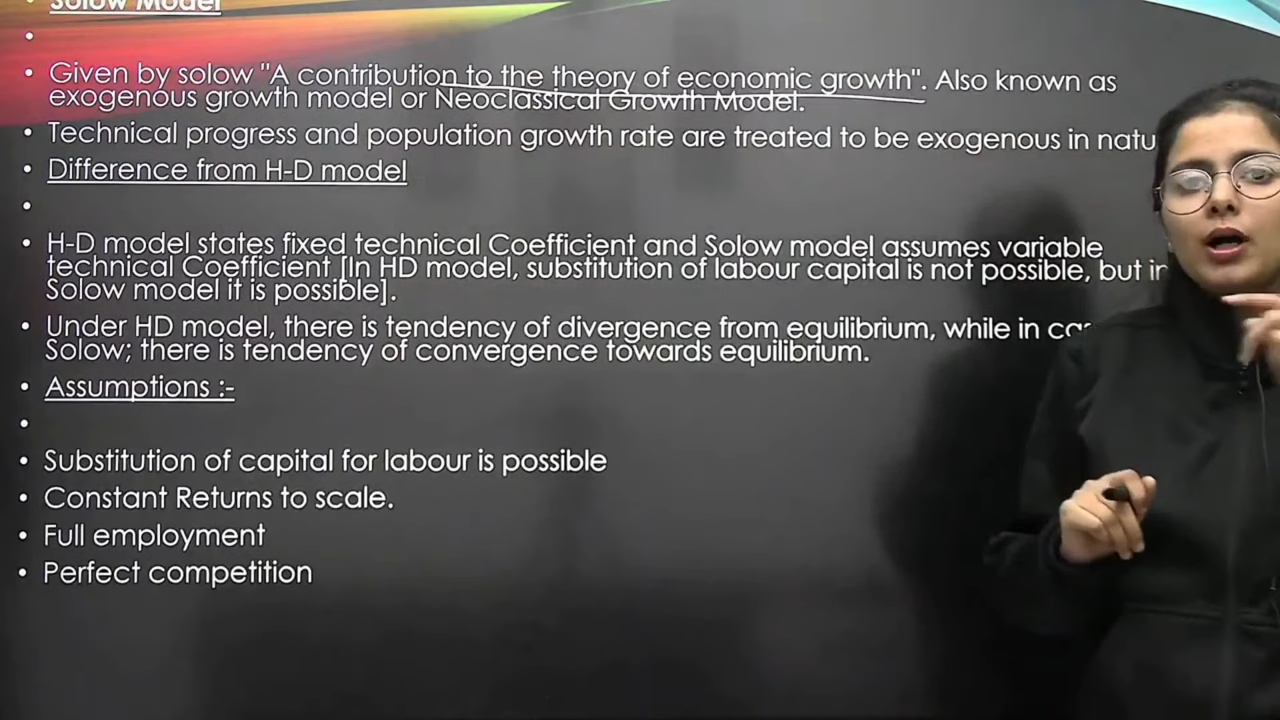 Solow Model
Given by solow "A contribution to the theory of economic growth". Also known as
exogenous growth model or Neoclassical Growth Model.
Technical progress and population growth rate are treated to be exogenous in natu
Difference from H-D model
H-D model states fixed technical Coefficient and Solow model assumes variable
technical Coefficient [In HD model, substitution of labour capital is not possible, but in
Solow model it is possible].
Under HD model, there is tendency of divergence from equilibrium, while in
Solow; there is tendency of convergence towards equilibrium.
Assumptions :-
Substitution of capital for labour is possible
Constant Returns to scale.
Full employment
Perfect competition